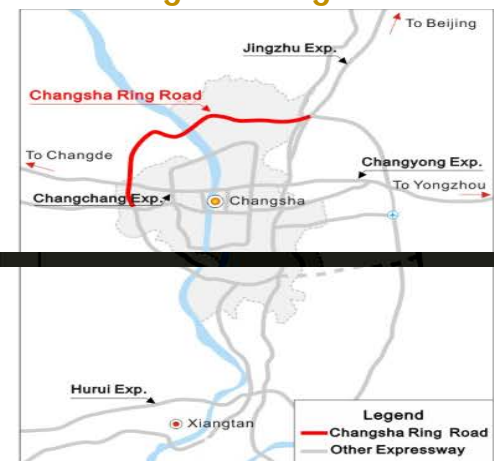 To Beijing
Jingzhu Exp.
Changsha Ring Road
To Changde
Changyong Exp.
To Yongzhou
Changchang Exp.
Changsha
Hurui Exp.
Xiangtan
Legend
Changsha Ring Road
Other Expressway